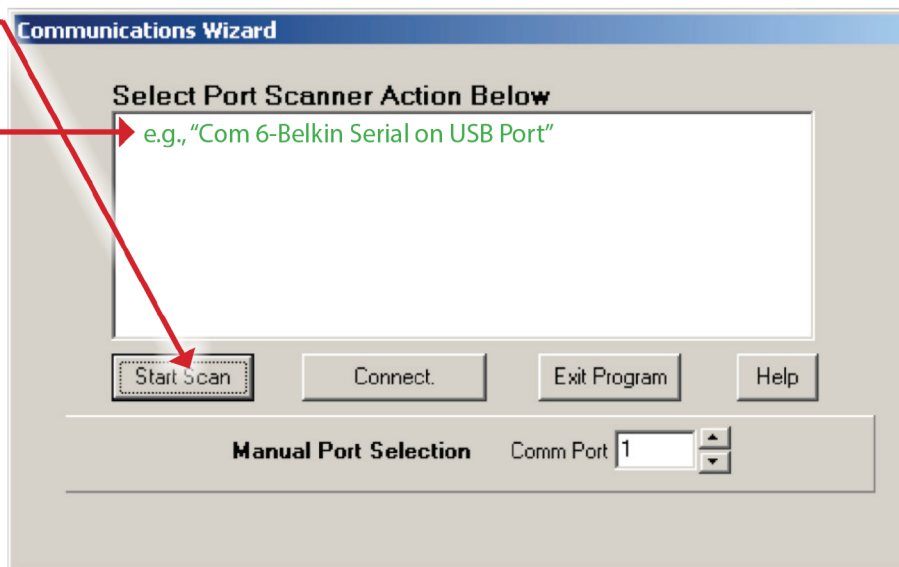 Communications Wizard
Select Port Scanner Action Below
e.g., “Com 6-Belkin Serial on USB Port”
Start Scan Connect. Exit Program Help
Manual Port Selection Comm Port 1